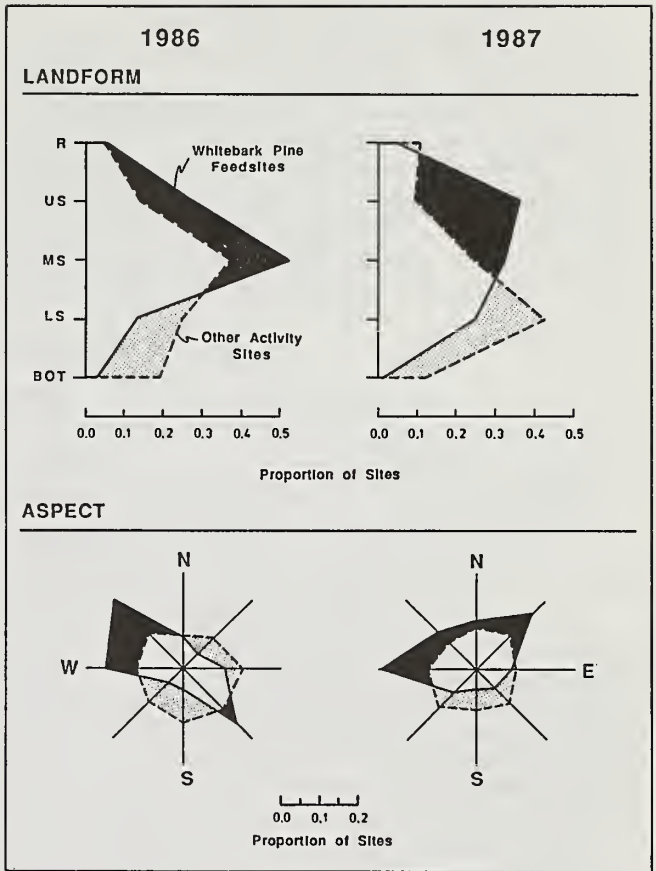 1986 1987
LANDFORM
R
Whitebark Pine
Feedsites
US
MS
LS
Other Activity
Sites
BOT
0.0 0.1 0.2 0.3 0.4 0.5 0.0 0.1 0.2 0.3 0.4 0.5
Proportion of Sites
ASPECT
N N
W E
S S
0.0 0.1 0.2
Proportion of Sites